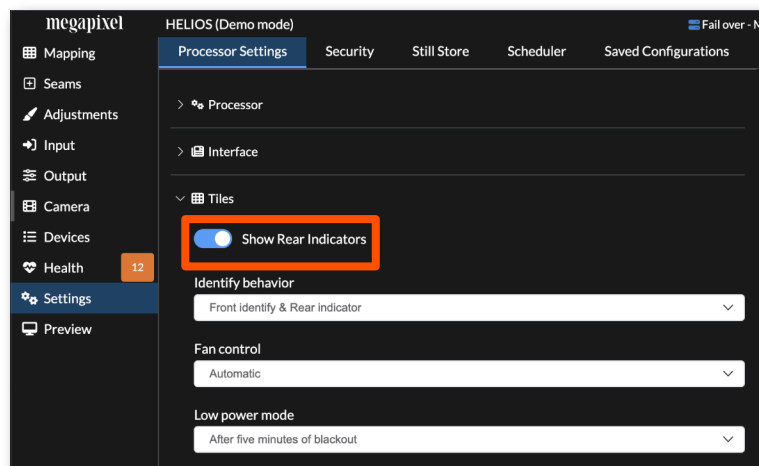 megapixel
HELIOS (Demo mode)
Fail over - N
Mapping
Seams
Adjustments
Input
Output
Camera
Devices
Health
12
Settings
Preview
Processor Settings
Security
Still Store
Scheduler
Saved Configurations
Processor
Interface
Tiles
Show Rear Indicators
Identify behavior
Front identify & Rear indicator
Fan control
Automatic
Low power mode
After five minutes of blackout